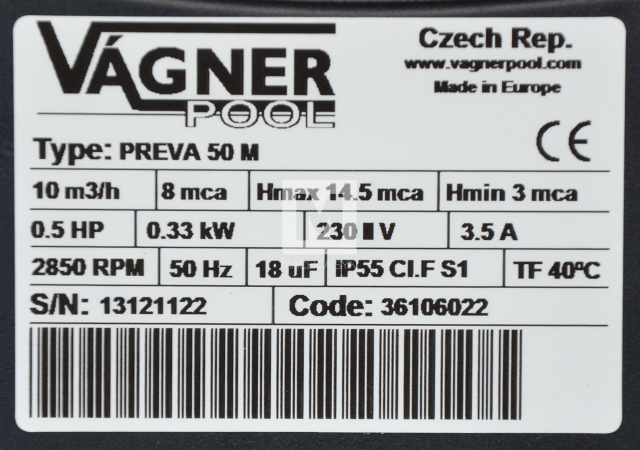 VÁGNER
POOL
Czech Rep.
www.vagnerpool.com
Made in Europe
Type: PREVA 50 M
CE
10 m3/h 8 mca Hmax 14.5 mca Hmin 3 mca
0.5 HP 0.33 kW 230 V 3.5 A
2850 RPM 50 Hz 18 uF IP55 Cl.F S1 TF 40ºC
S/N: 13121122 Code: 36106022